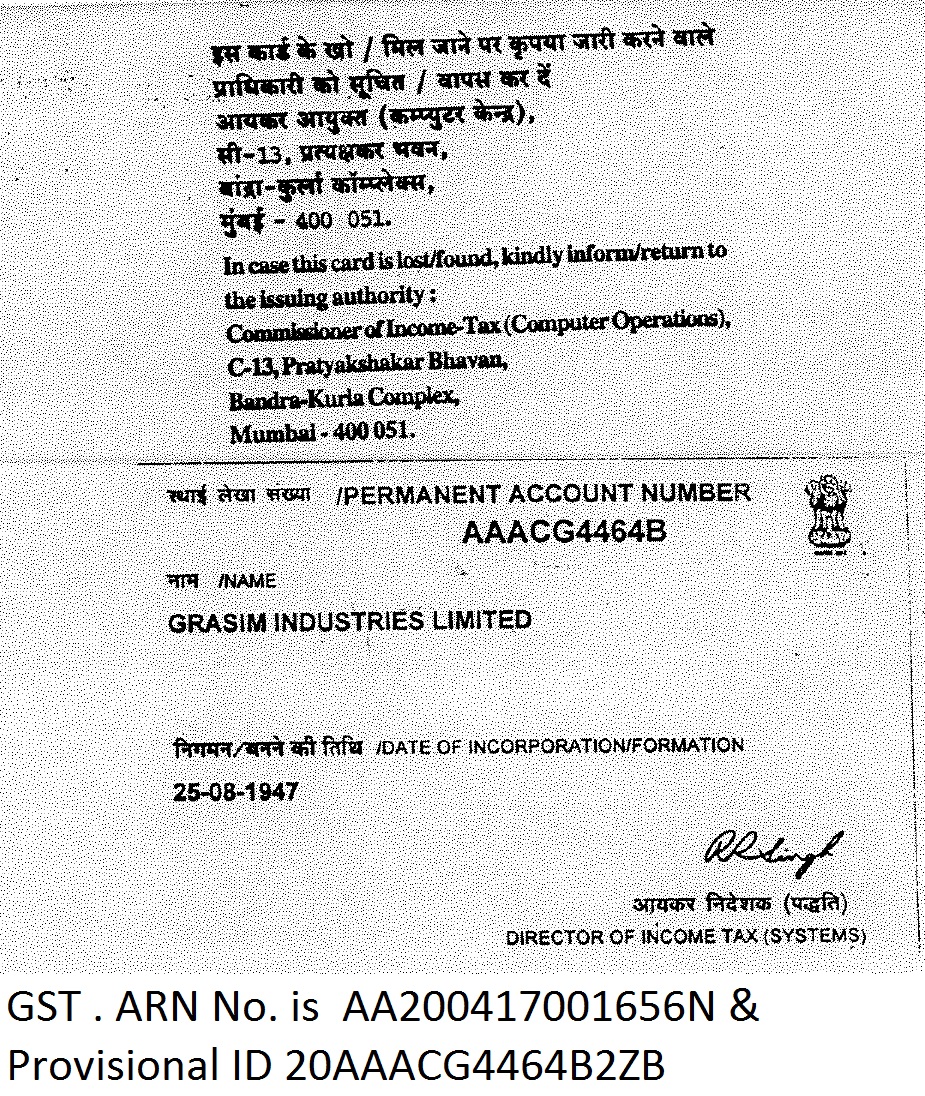 इस कार्ड के खो / मिल जाने पर कृपया जारी करने वाले
प्राधिकारी को सूचित / वापस कर दें
आयकर आयुक्त (कम्प्युटर केन्द्र),
सी-13, प्रत्यक्षकर भवन,
बांद्रा-कुर्ला कॉम्प्लेक्स,
मुंबई - 400 051.
In case this card is lost/found, kindly inform/return to
the issuing authority :
Commissioner of Income-Tax (Computer Operations),
C-13, Pratyakshakar Bhavan,
Bandra-Kurla Complex,
Mumbai - 400 051.
स्थाई लेखा संख्या /PERMANENT ACCOUNT NUMBER
AAACG4464B
नाम /NAME
GRASIM INDUSTRIES LIMITED
निगमन/बनने की तिथि /DATE OF INCORPORATION/FORMATION
25-08-1947
RRSingh
आयकर निदेशक (पद्धति)
DIRECTOR OF INCOME TAX (SYSTEMS)
GST . ARN No. is AA200417001656N &
Provisional ID 20AAACG4464B2ZB